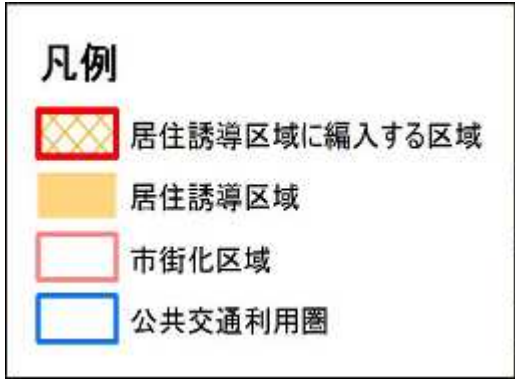 凡例
居住誘導区域に編入する区域
居住誘導区域
市街化区域
公共交通利用圏